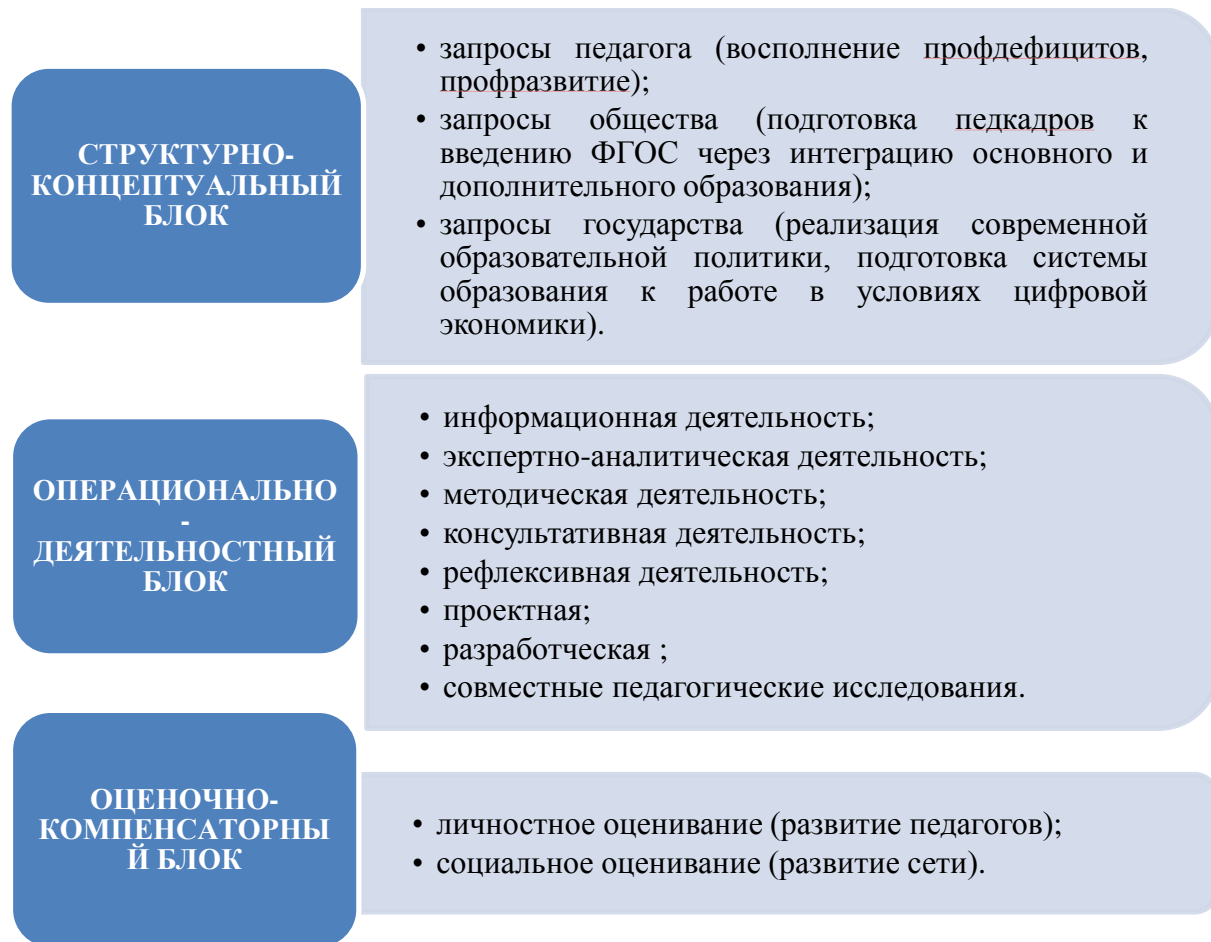 СТРУКТУРНО-
КОНЦЕПТУАЛЬНЫЙ
БЛОК
• запросы педагога (восполнение профдефицитов,
профразвитие);
• запросы общества (подготовка педкадров к
введению ФГОС через интеграцию основного и
дополнительного образования);
• запросы государства (реализация современной
образовательной политики, подготовка системы
образования к работе в условиях цифровой
экономики).
ОПЕРАЦИОНАЛЬНО
-
ДЕЯТЕЛЬНОСТНЫЙ
БЛОК
• информационная деятельность;
• экспертно-аналитическая деятельность;
• методическая деятельность;
• консультативная деятельность;
• рефлексивная деятельность;
• проектная;
• разработческая ;
• совместные педагогические исследования.
ОЦЕНОЧНО-
КОМПЕНСАТОРНЫ
Й БЛОК
• личностное оценивание (развитие педагогов);
• социальное оценивание (развитие сети).